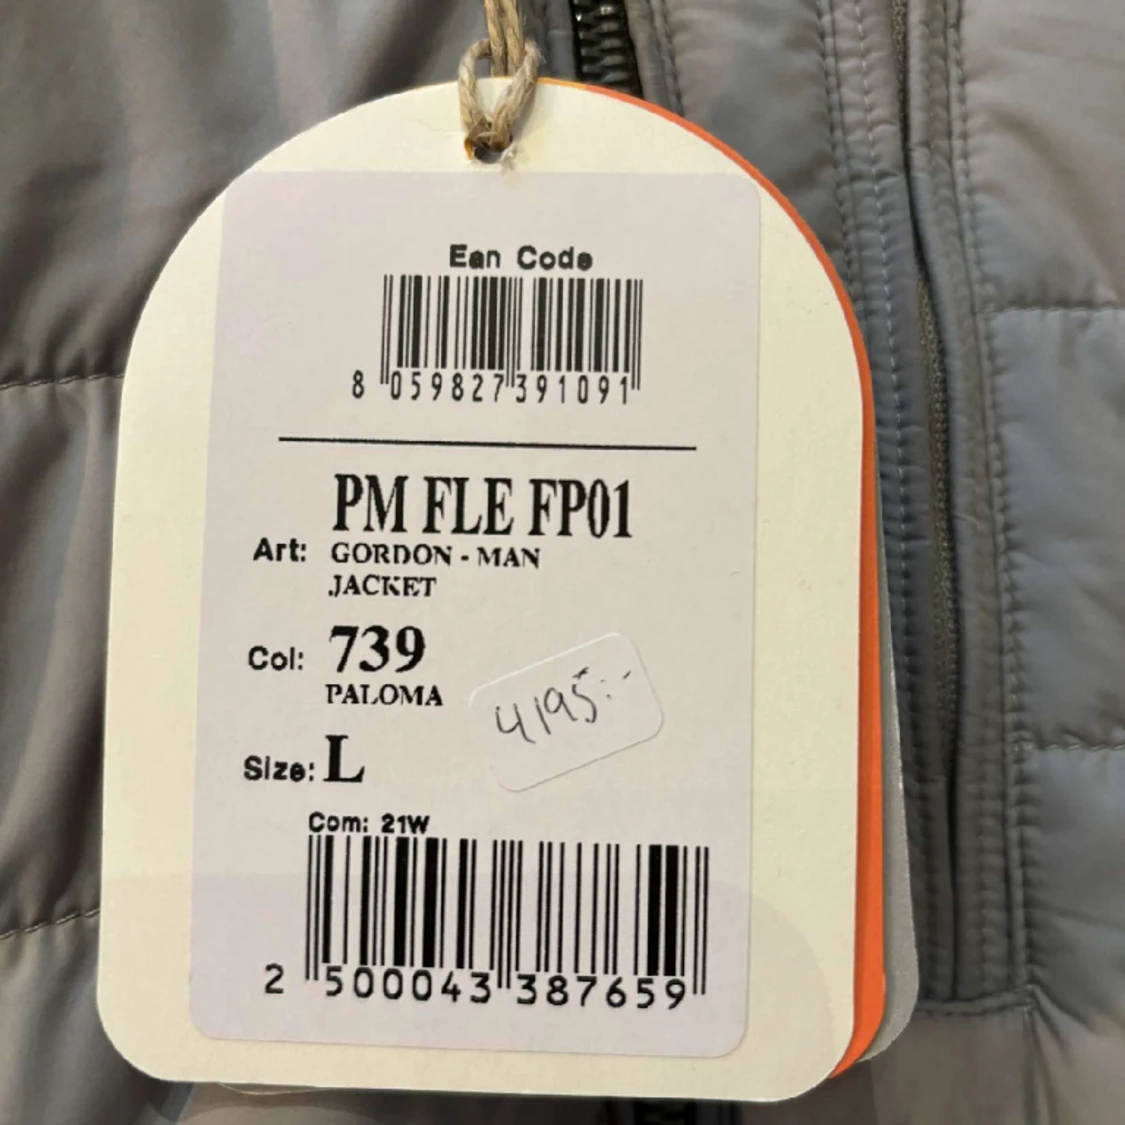 Ean Code
8 059827 391091
PM FLE FP01
Art: GORDON - MAN
JACKET
Col: 739
PALOMA
4195:-
Size: L
Com: 21W
2 500043 387659